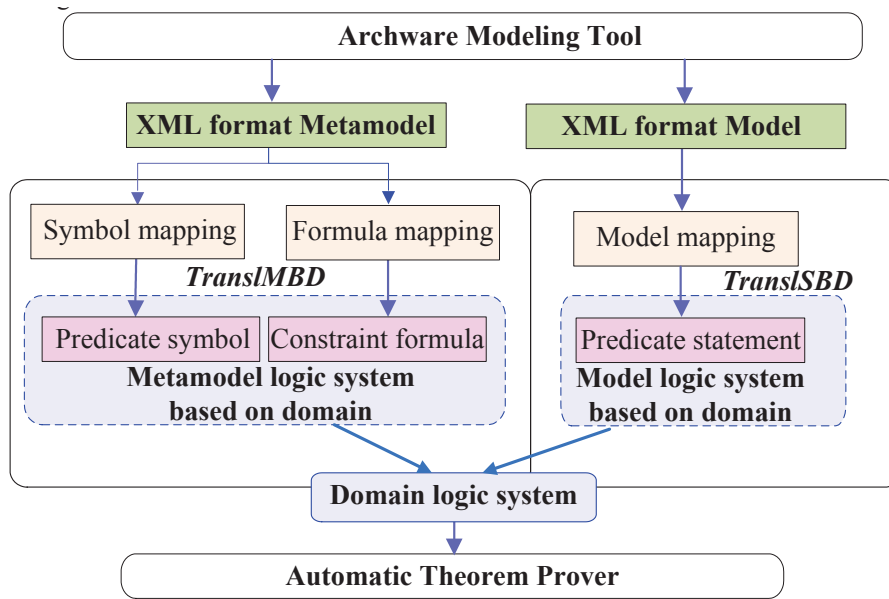 Archware Modeling Tool
XML format Metamodel
XML format Model
Symbol mapping
Formula mapping
Model mapping
TranslMBD
TranslSBD
Predicate symbol
Constraint formula
Predicate statement
Metamodel logic system
based on domain
Model logic system
based on domain
Domain logic system
Automatic Theorem Prover